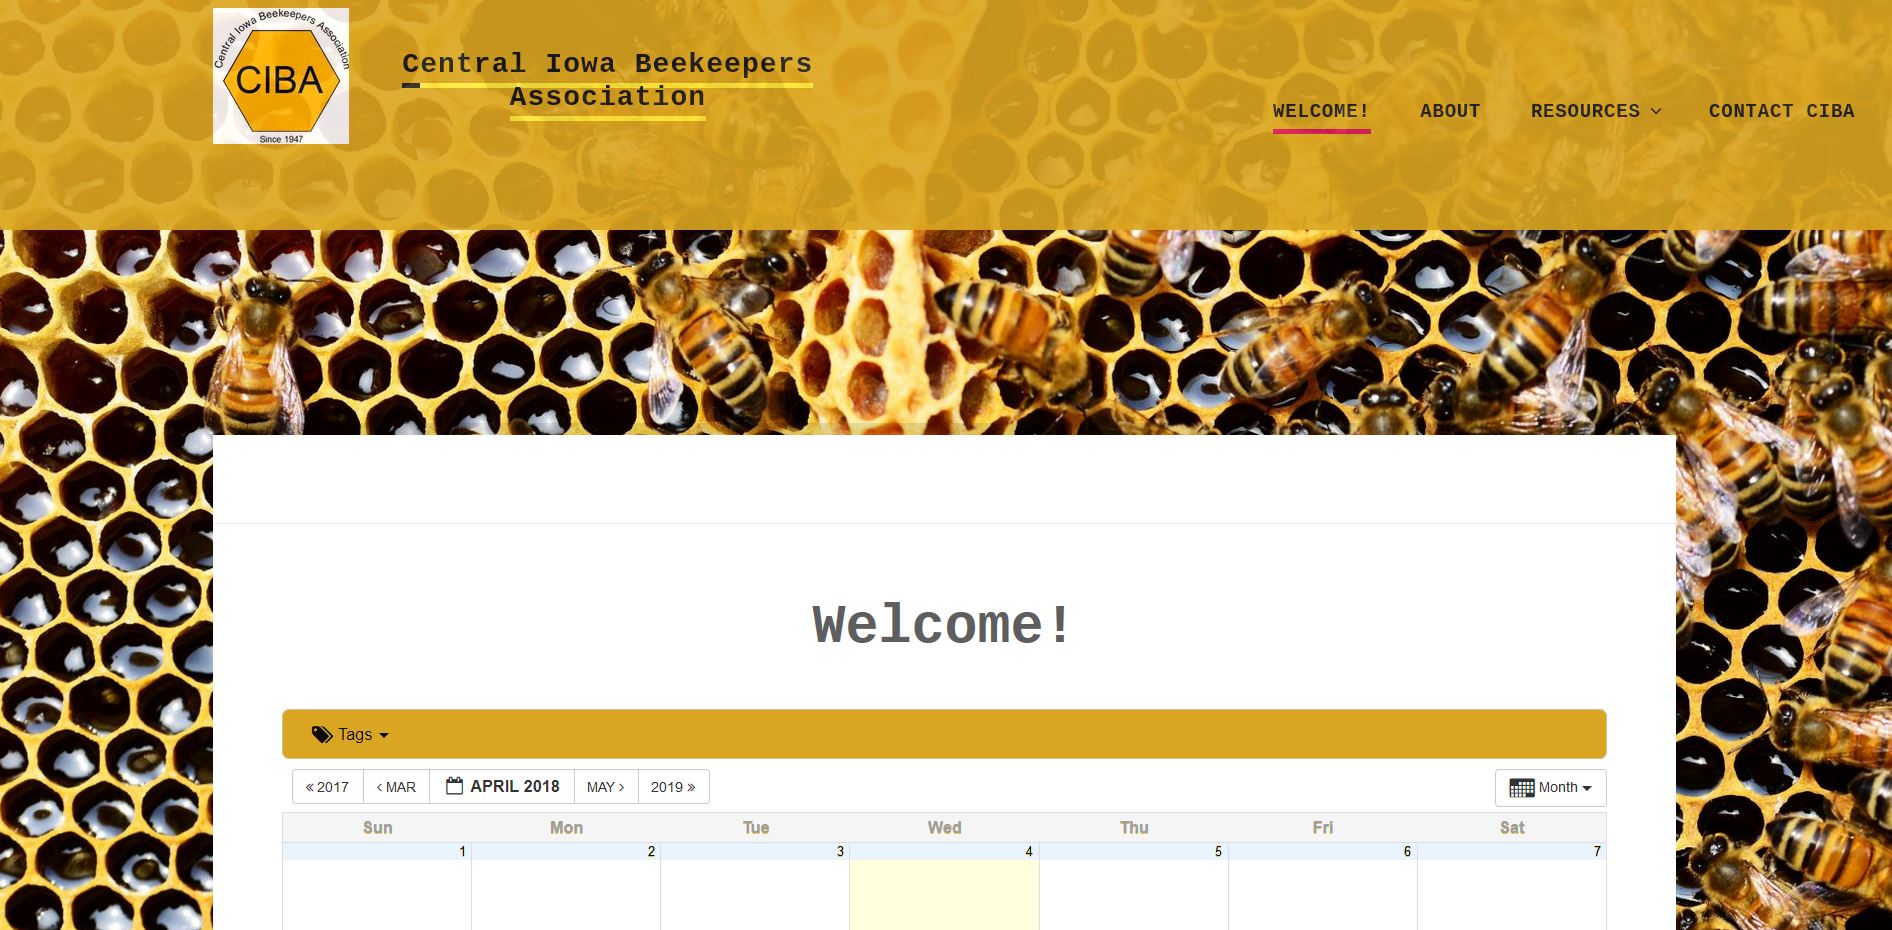 Central Iowa Beekeepers Association
CIBA
Since 1947
Central Iowa Beekeepers
Association
WELCOME!
ABOUT
RESOURCES
CONTACT CIBA
Welcome!
Tags
« 2017
‹ MAR
APRIL 2018
MAY ›
2019 »
Month
Sun Mon Tue Wed Thu Fri Sat
1 2 3 4 5 6 7